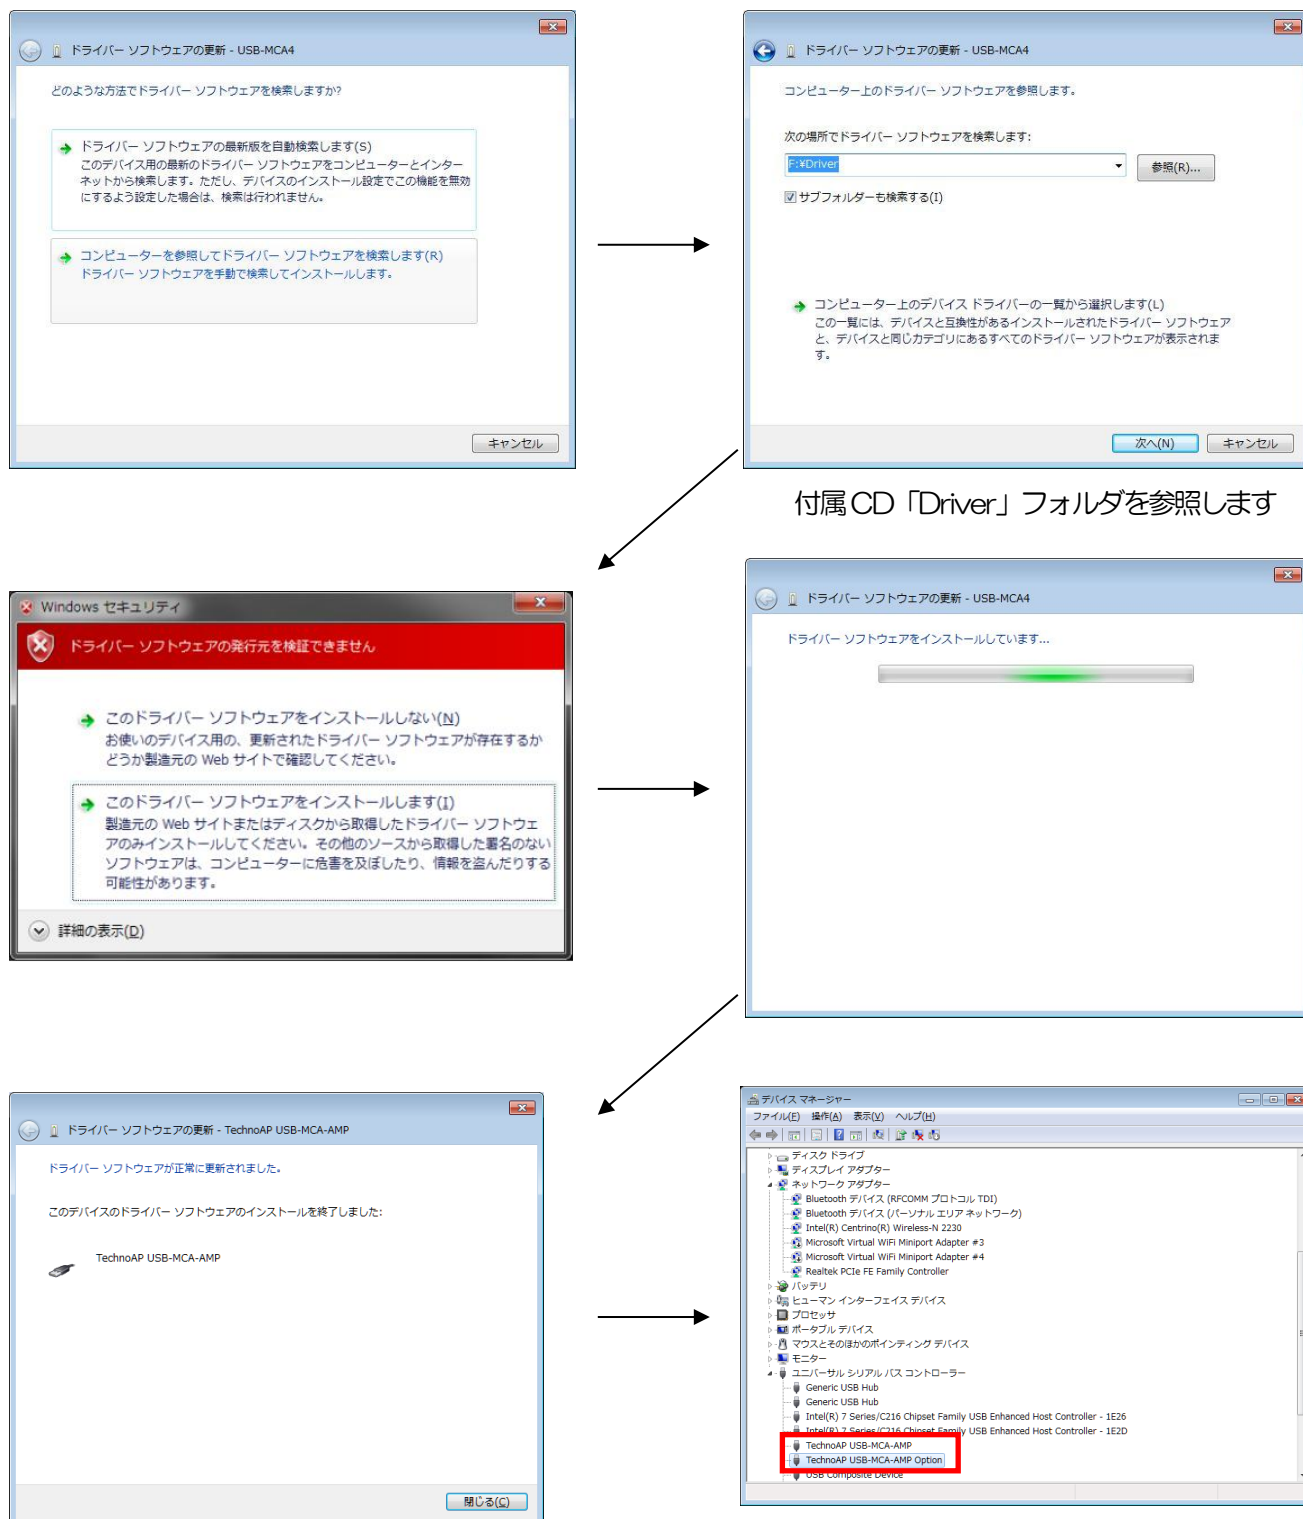 ドライバー ソフトウェアの更新 - USB-MCA4
どのような方法でドライバー ソフトウェアを検索しますか?
ドライバー ソフトウェアの最新版を自動検索します(S)
このデバイス用の最新のドライバー ソフトウェアをコンピューターとインター
ネットから検索します。ただし、デバイスのインストール設定でこの機能を無効
にするよう設定した場合は、検索は行われません。
コンピューターを参照してドライバー ソフトウェアを検索します(R)
ドライバー ソフトウェアを手動で検索してインストールします。
キャンセル
ドライバー ソフトウェアの更新 - USB-MCA4
コンピューター上のドライバー ソフトウェアを参照します。
次の場所でドライバー ソフトウェアを検索します:
F:¥Driver
参照(R)...
サブフォルダーも検索する(I)
コンピューター上のデバイス ドライバーの一覧から選択します(L)
この一覧には、デバイスと互換性があるインストールされたドライバー ソフトウェア
と、デバイスと同じカテゴリにあるすべてのドライバー ソフトウェアが表示されま
す。
次へ(N)
キャンセル
付属CD「Driver」フォルダを参照します
Windows セキュリティ
ドライバー ソフトウェアの発行元を検証できません
このドライバー ソフトウェアをインストールしない(N)
お使いのデバイス用の、更新されたドライバー ソフトウェアが存在するか
どうか製造元の Web サイトで確認してください。
このドライバー ソフトウェアをインストールします(I)
製造元の Web サイトまたはディスクから取得したドライバー ソフトウェ
アのみインストールしてください。その他のソースから取得した署名のない
ソフトウェアは、コンピューターに危害を及ぼしたり、情報を盗んだりする
可能性があります。
詳細の表示(D)
ドライバー ソフトウェアの更新 - USB-MCA4
ドライバー ソフトウェアをインストールしています...
ドライバー ソフトウェアの更新 - TechnoAP USB-MCA-AMP
ドライバー ソフトウェアが正常に更新されました。
このデバイスのドライバー ソフトウェアのインストールを終了しました:
TechnoAP USB-MCA-AMP
閉じる(C)
デバイス マネージャー
ファイル(F) 操作(A) 表示(V) ヘルプ(H)
ディスク ドライブ
ディスプレイ アダプター
ネットワーク アダプター
Bluetooth デバイス (RFCOMM プロトコル TDI)
Bluetooth デバイス (パーソナル エリア ネットワーク)
Intel(R) Centrino(R) Wireless-N 2230
Microsoft Virtual WiFi Miniport Adapter #3
Microsoft Virtual WiFi Miniport Adapter #4
Realtek PCIe FE Family Controller
バッテリ
ヒューマン インターフェイス デバイス
プロセッサ
ポータブル デバイス
マウスとそのほかのポインティング デバイス
モニター
ユニバーサル シリアル バス コントローラー
Generic USB Hub
Generic USB Hub
Intel(R) 7 Series/C216 Chipset Family USB Enhanced Host Controller - 1E26
Intel(R) 7 Series/C216 Chipset Family USB Enhanced Host Controller - 1E2D
TechnoAP USB-MCA-AMP
TechnoAP USB-MCA-AMP Option
USB Composite Device